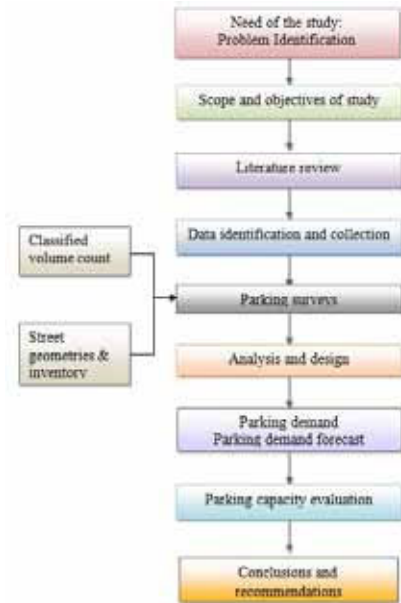 Need of the study:
Problem Identification
Scope and objectives of study
Literature review
Data identification and collection
Classified
volume count
Parking surveys
Street
geometries &
inventory
Analysis and design
Parking demand
Parking demand forecast
Parking capacity evaluation
Conclusions and
recommendations